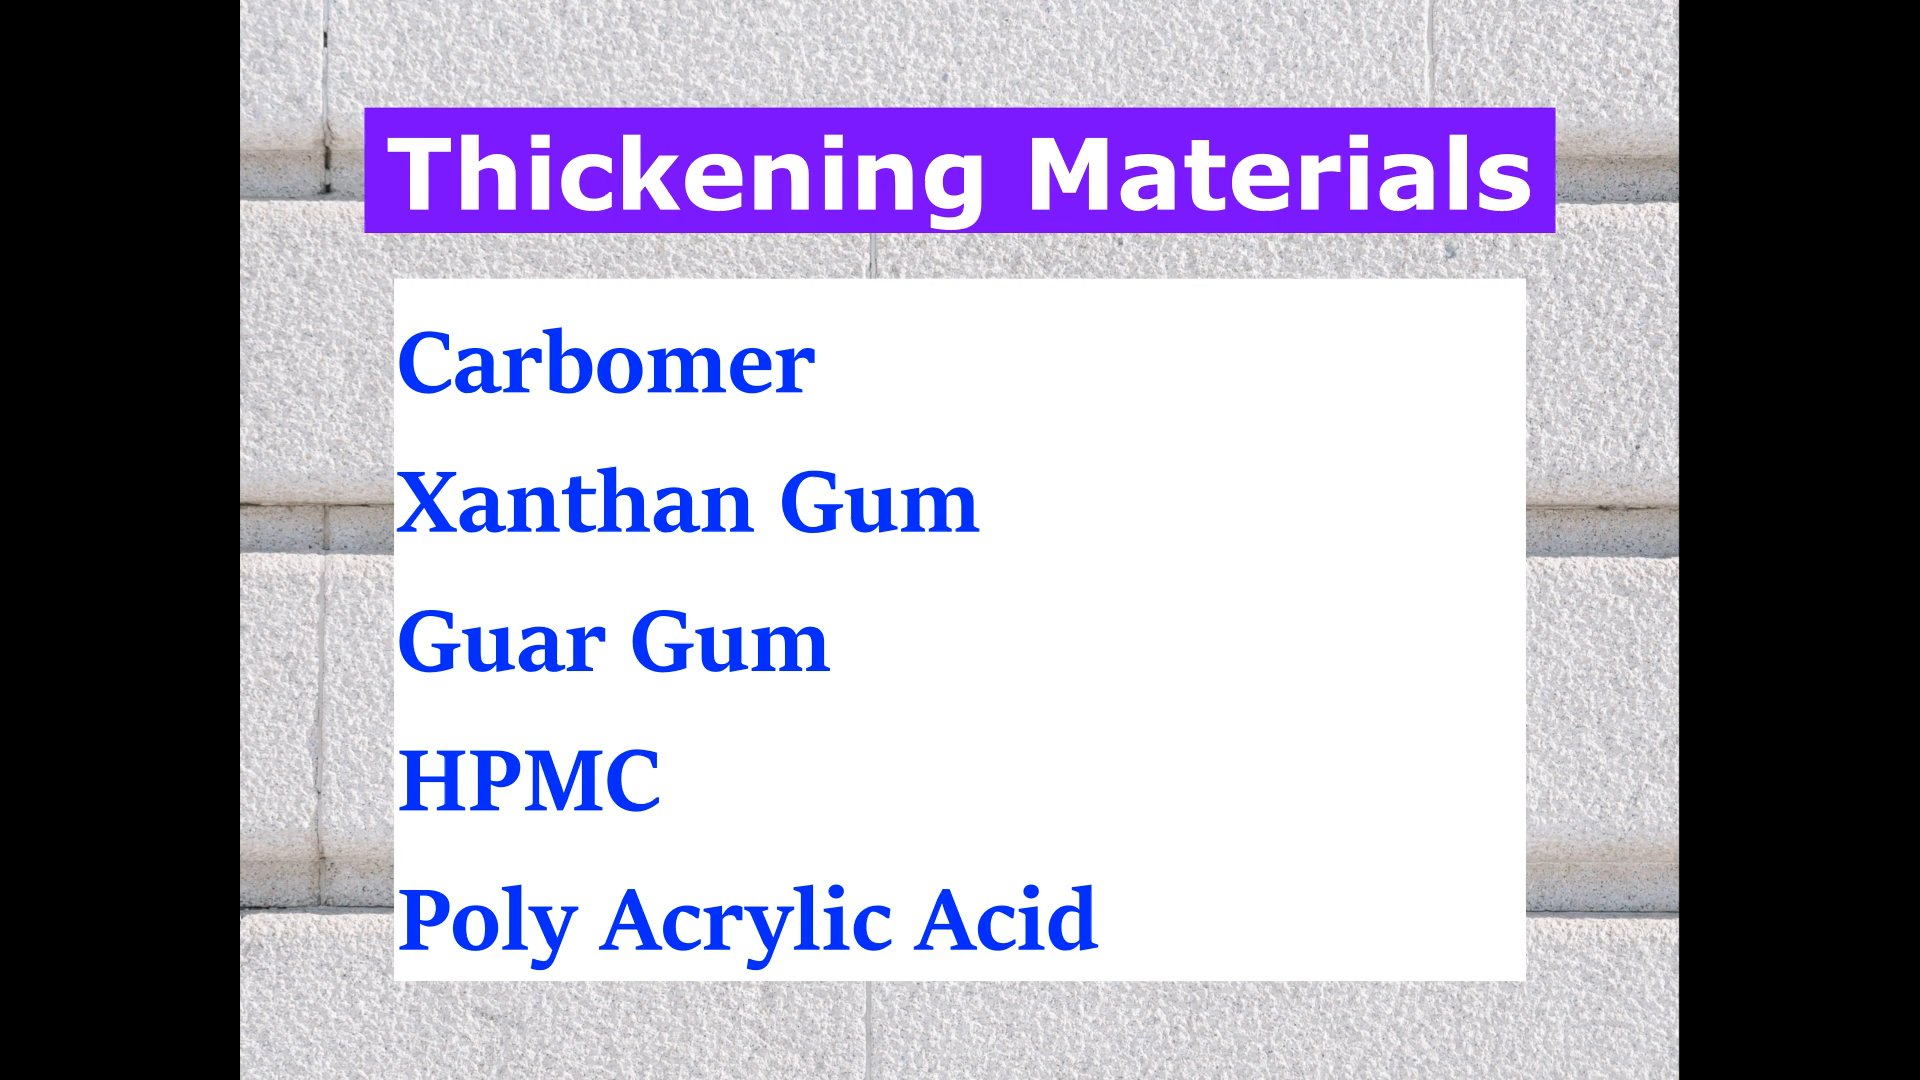 Thickening Materials
Carbomer
Xanthan Gum
Guar Gum
HPMC
Poly Acrylic Acid